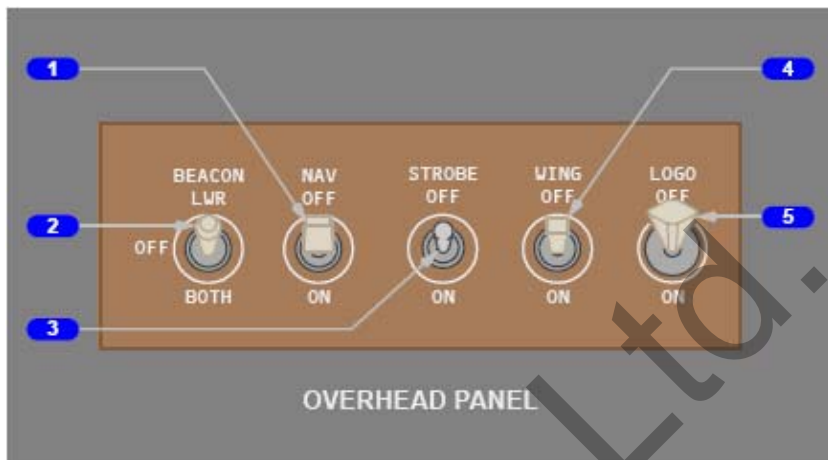 1
4
BEACON NAV STROBE WING LOGO
LWR OFF OFF OFF OFF
2
5
OFF
BOTH ON ON ON ON
3
OVERHEAD PANEL
Ltd.